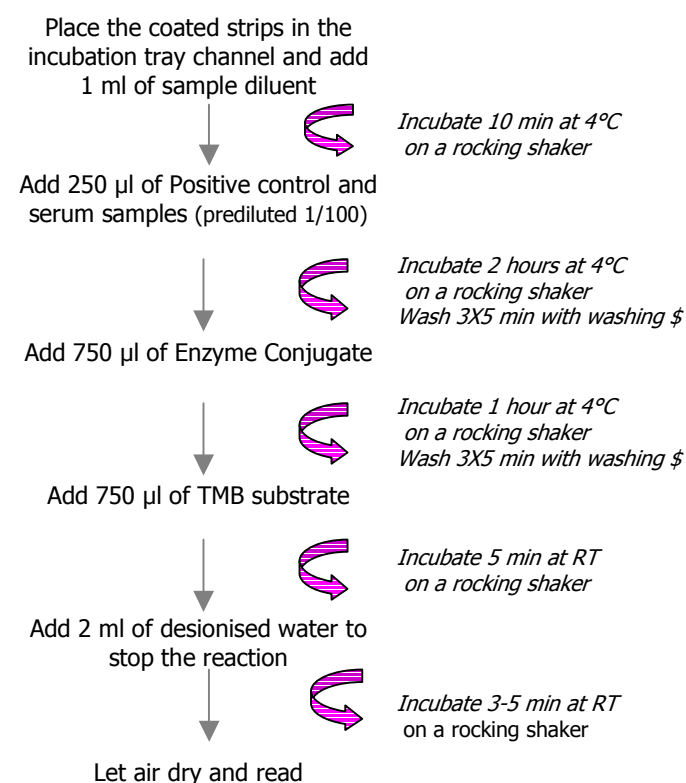 Place the coated strips in the
incubation tray channel and add
1 ml of sample diluent
Incubate 10 min at 4°C
on a rocking shaker
Add 250 µl of Positive control and
serum samples (prediluted 1/100)
Incubate 2 hours at 4°C
on a rocking shaker
Wash 3X5 min with washing $
Add 750 µl of Enzyme Conjugate
Incubate 1 hour at 4°C
on a rocking shaker
Wash 3X5 min with washing $
Add 750 µl of TMB substrate
Incubate 5 min at RT
on a rocking shaker
Add 2 ml of desionised water to
stop the reaction
Incubate 3-5 min at RT
on a rocking shaker
Let air dry and read